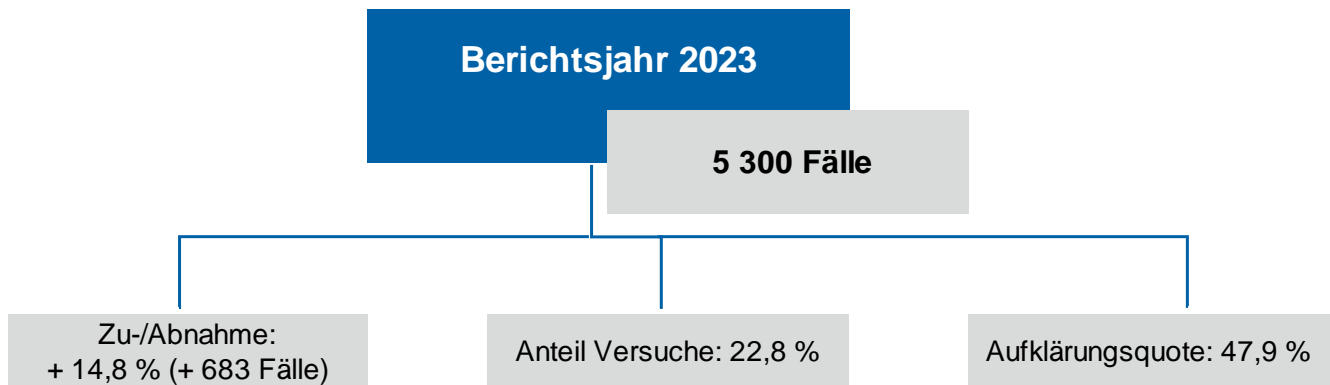 Berichtsjahr 2023
5 300 Fälle
Zu-/Abnahme:
+ 14,8 % (+ 683 Fälle)
Anteil Versuche: 22,8 %
Aufklärungsquote: 47,9 %